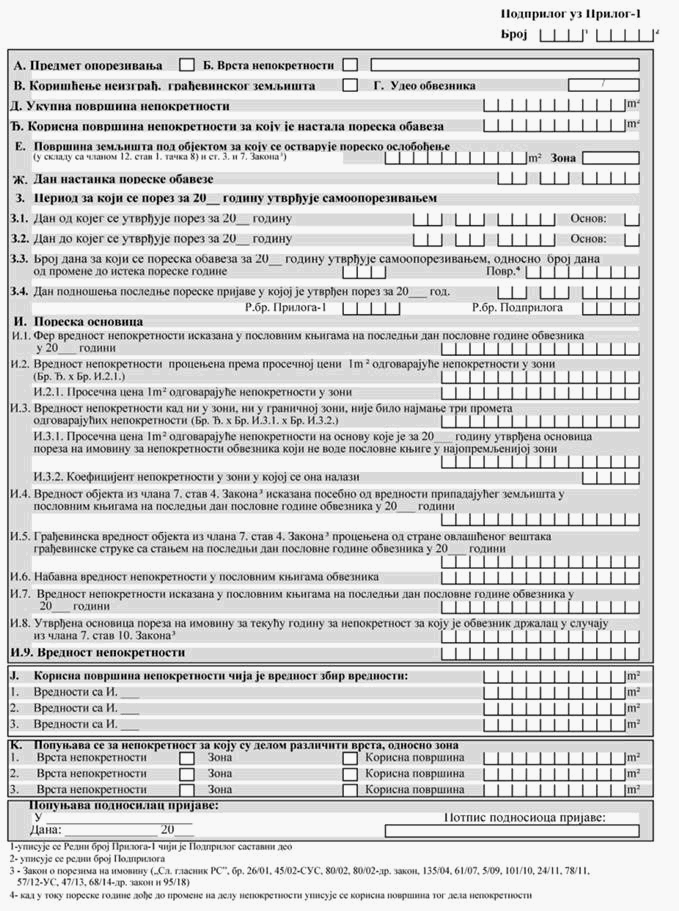 Подприлог уз Прилог-1
Број 1 2
А. Предмет опорезивања Б. Врста непокретности
В. Коришћење неизграђ. грађевинског земљишта Г. Удео обвезника /
Д. Укупна површина непокретности m²
Ђ. Корисна површина непокретности за коју је настала пореска обавеза m²
Е. Површина земљишта под објектом за коју се остварује пореско ослобођење
(у складу са чланом 12. став 1. тачка 8) и ст. 3. и 7. Закона³) m² Зона
Ж. Дан настанка пореске обавезе
З. Период за који се порез за 20__ годину утврђује самоопорезивањем
З.1. Дан од којег се утврђује порез за 20__ годину Основ:
З.2. Дан до којег се утврђује порез за 20__ годину Основ:
З.3. Број дана за који се пореска обавеза за 20__ годину утврђује самоопорезивањем, односно број дана
од промене до истека пореске године Повр.⁴
З.4. Дан подношења последње пореске пријаве у којој је утврђен порез за 20___ год.
Р.бр. Прилога-1 Р.бр. Подприлога
И. Пореска основица
И.1. Фер вредност непокретности исказана у пословним књигама на последњи дан пословне године обвезника
у 20___ години
И.2. Вредност непокретности процењена према просечној цени 1m² одговарајуће непокретности у зони
(Бр. Ђ. х Бр. И.2.1.)
И.2.1. Просечна цена 1m² одговарајуће непокретности у зони
И.3. Вредност непокретности кад ни у зони, ни у граничној зони, није било најмање три промета
одговарајућих непокретности (Бр. Ђ. х Бр. И.3.1. х Бр. И.3.2.)
И.3.1. Просечна цена 1m² одговарајуће непокретности на основу које је за 20___ годину утврђена основица
пореза на имовину за непокретности обвезника који не воде пословне књиге у најопремљенијој зони
И.3.2. Коефицијент непокретности у зони у којој се она налази
И.4. Вредност објекта из члана 7. став 4. Закона³ исказана посебно од вредности припадајућег земљишта у
пословним књигама на последњи дан пословне године обвезника у 20___ години
И.5. Грађевинска вредност објекта из члана 7. став 4. Закона³ процењена од стране овлашћеног вештака
грађевинске струке са стањем на последњи дан пословне године обвезника у 20___ години
И.6. Набавна вредност непокретности у пословним књигама обвезника
И.7. Вредност непокретности исказана у пословним књигама на последњи дан пословне године обвезника у
20___ години
И.8. Утврђена основица пореза на имовину за текућу годину за непокретност за коју је обвезник држалац у случају
из члана 7. став 10. Закона³
И.9. Вредност непокретности
Ј. Корисна површина непокретности чија је вредност збир вредности: m²
1. Вредности са И. ___ m²
2. Вредности са И. ___ m²
3. Вредности са И. ___ m²
К. Попуњава се за непокретност за коју су делом различити врста, односно зона
1. Врста непокретности Зона Корисна површина m²
2. Врста непокретности Зона Корисна површина m²
3. Врста непокретности Зона Корисна површина m²
Попуњава подносилац пријаве:
У ____________________ Потпис подносиоца пријаве:
Дана: ________________ 20___
1-уписује се Редни број Прилога-1 чији је Подприлог саставни део
2- уписује се редни број Подприлога
3 - Закон о порезима на имовину („Сл. гласник РС”, бр. 26/01, 45/02-СУС, 80/02, 80/02-др. закон, 135/04, 61/07, 5/09, 101/10, 24/11, 78/11,
57/12-УС, 47/13, 68/14-др. закон и 95/18)
4- кад у току пореске године дође до промене на делу непокретности уписује се корисна површина тог дела непокретности